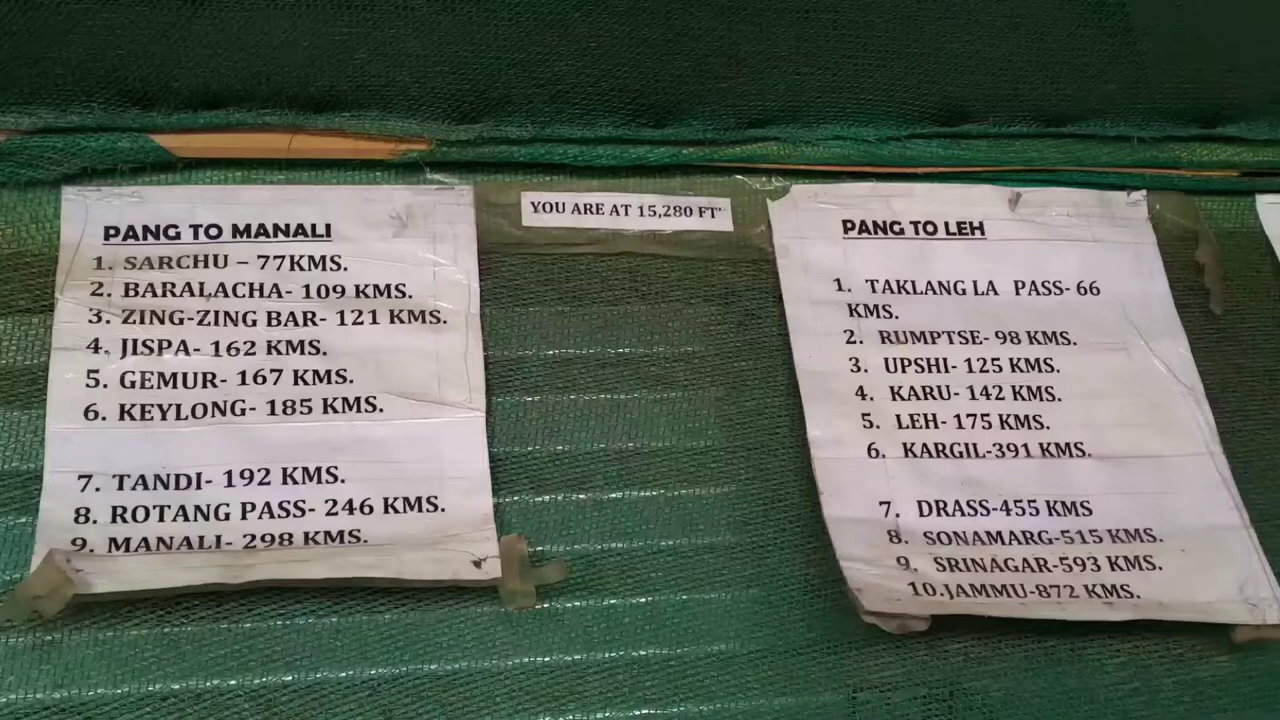 PANG TO MANALI
1. SARCHU – 77KMS.
2. BARALACHA- 109 KMS.
3. ZING-ZING BAR- 121 KMS.
4. JISPA- 162 KMS.
5. GEMUR- 167 KMS.
6. KEYLONG- 185 KMS.
7. TANDI- 192 KMS.
8. ROTANG PASS- 246 KMS.
9. MANALI- 298 KMS.
YOU ARE AT 15,280 FT'
PANG TO LEH
1. TAKLANG LA PASS- 66
KMS.
2. RUMPTSE- 98 KMS.
3. UPSHI- 125 KMS.
4. KARU- 142 KMS.
5. LEH- 175 KMS.
6. KARGIL-391 KMS.
7. DRASS-455 KMS
8. SONAMARG-515 KMS.
9. SRINAGAR-593 KMS.
10.JAMMU-872 KMS.